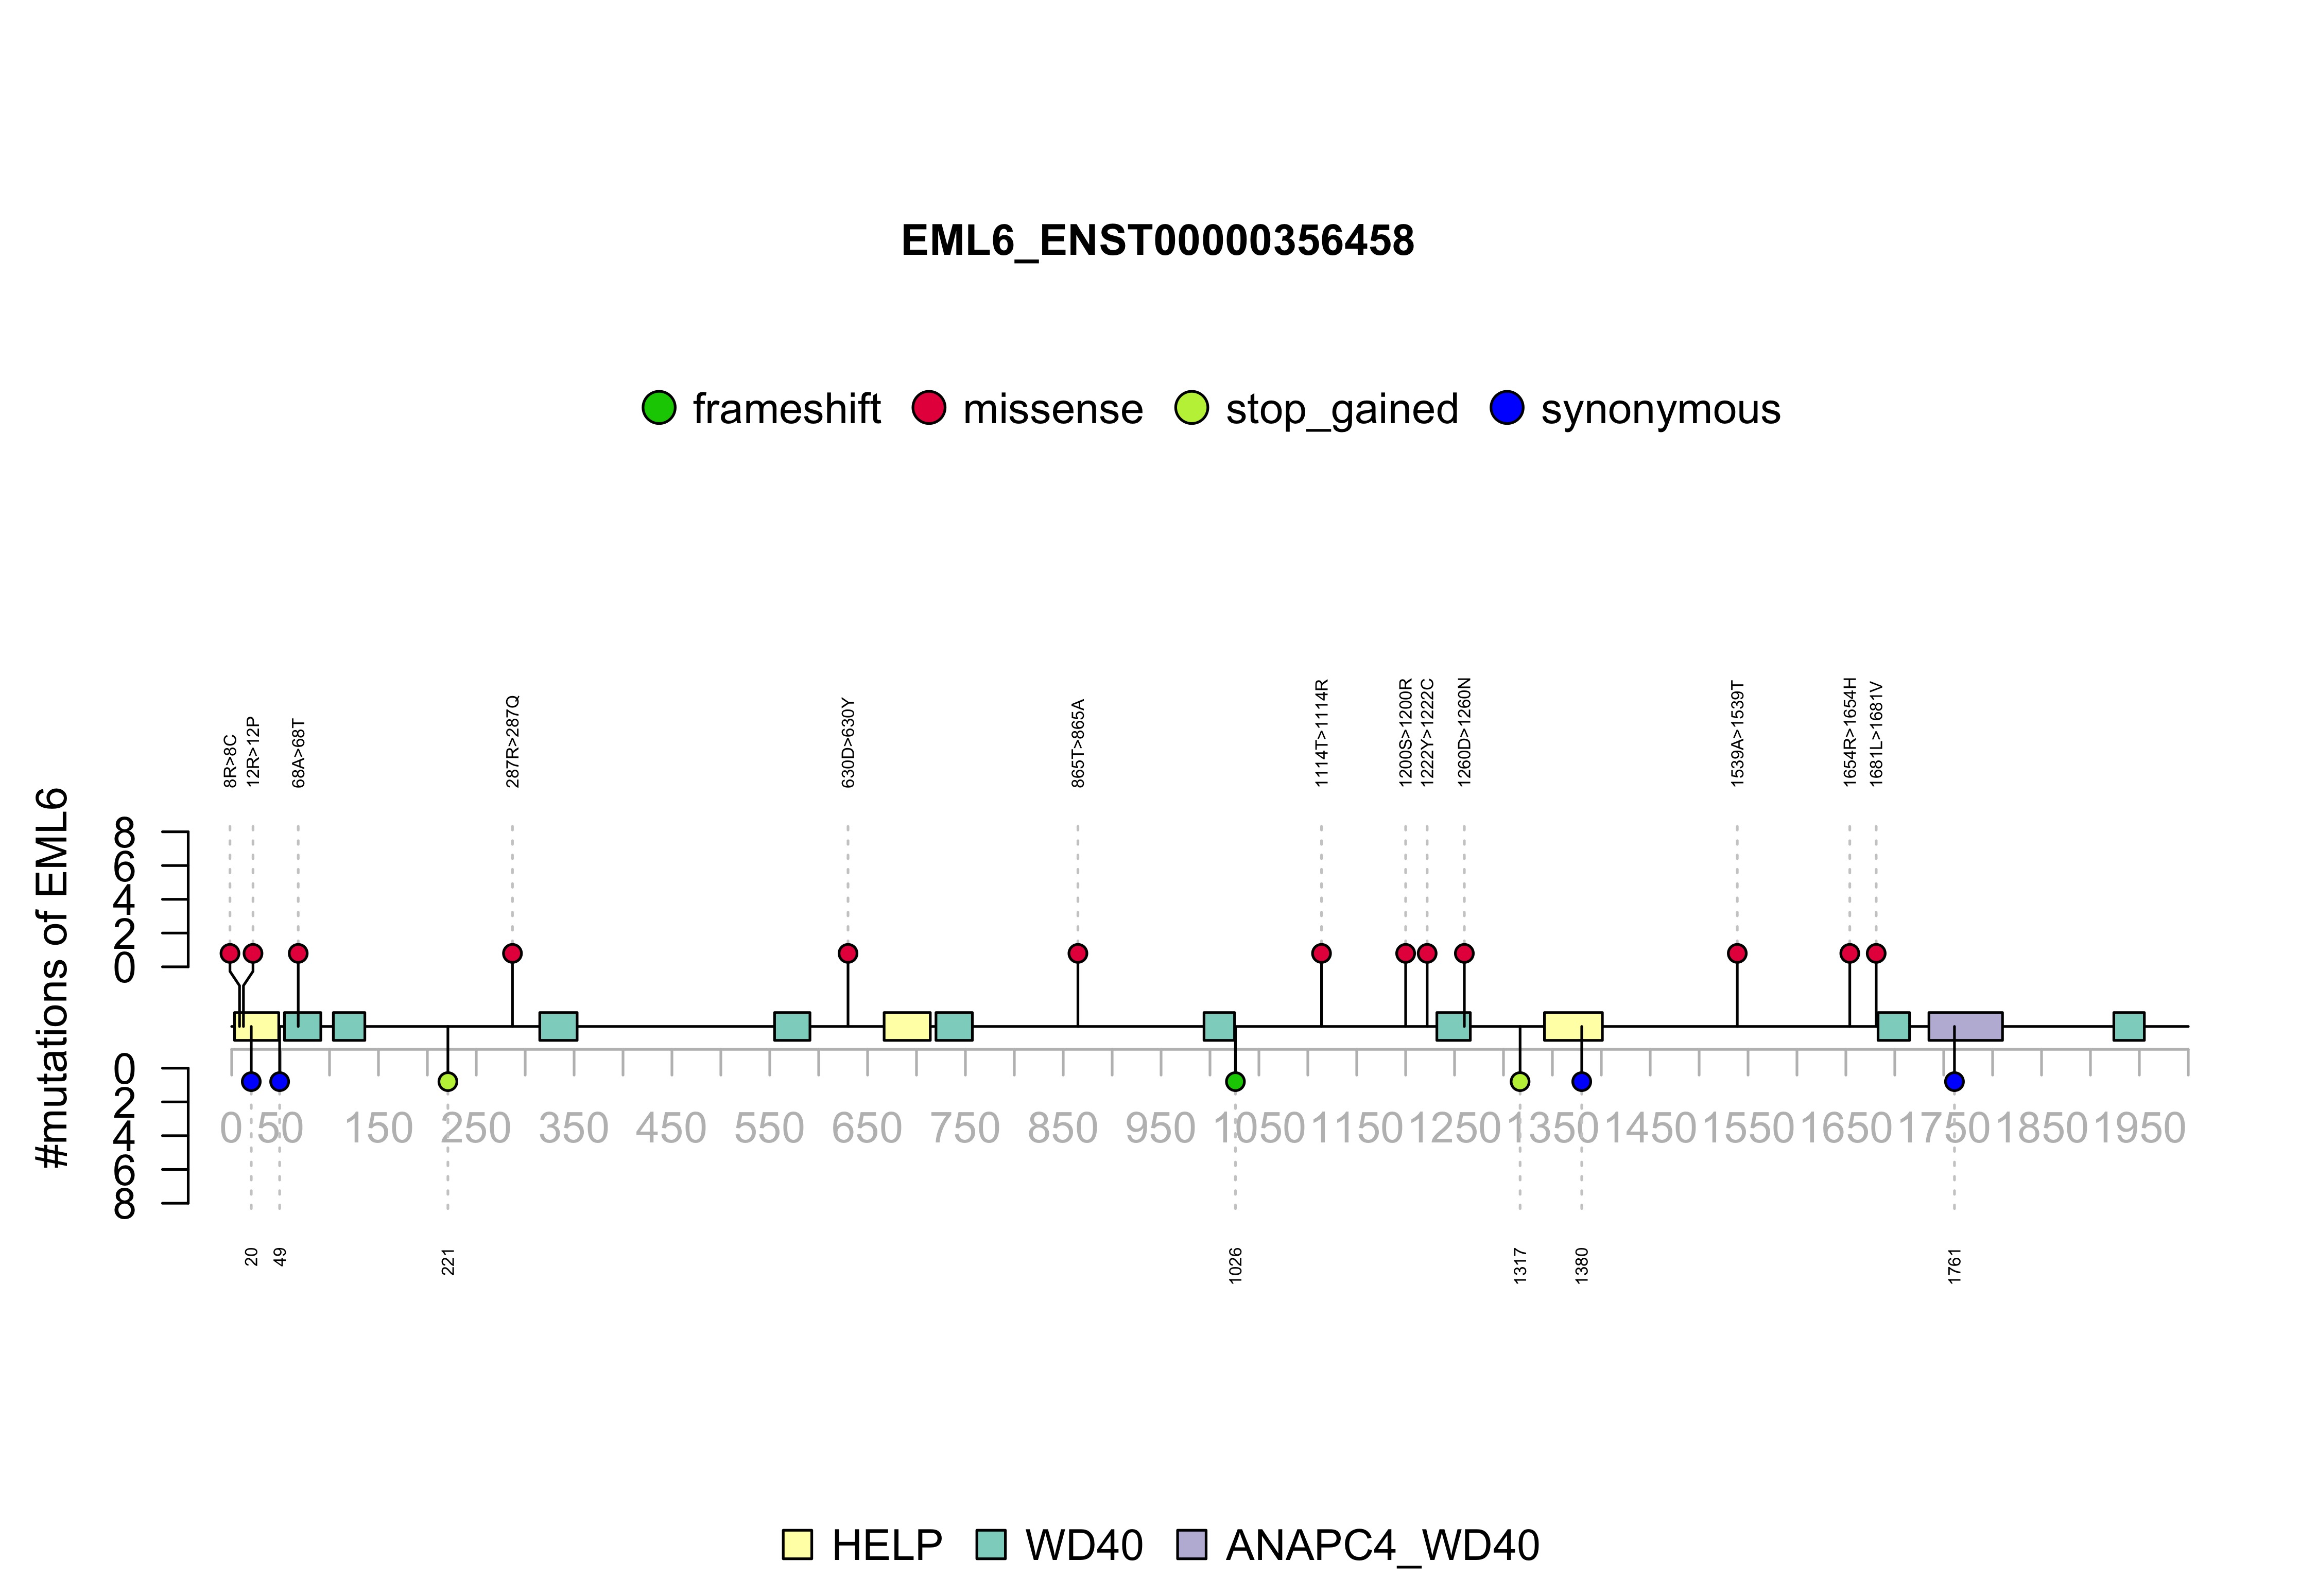 EML6_ENST00000356458
frameshift missense stop_gained synonymous
8R>8C
12R>12P
68A>68T
287R>287Q
630D>630Y
865T>865A
1114T>1114R
1200S>1200R
1222Y>1222C
1260D>1260N
1539A>1539T
1654R>1654H
1681L>1681V
#mutations of EML6
8
6
4
2
0
0
2
4
6
8
0 50 150 250 350 450 550 650 750 850 950 1050 1150 1250 1350 1450 1550 1650 1750 1850 1950
20
49
221
1026
1317
1380
1761
HELP WD40 ANAPC4_WD40